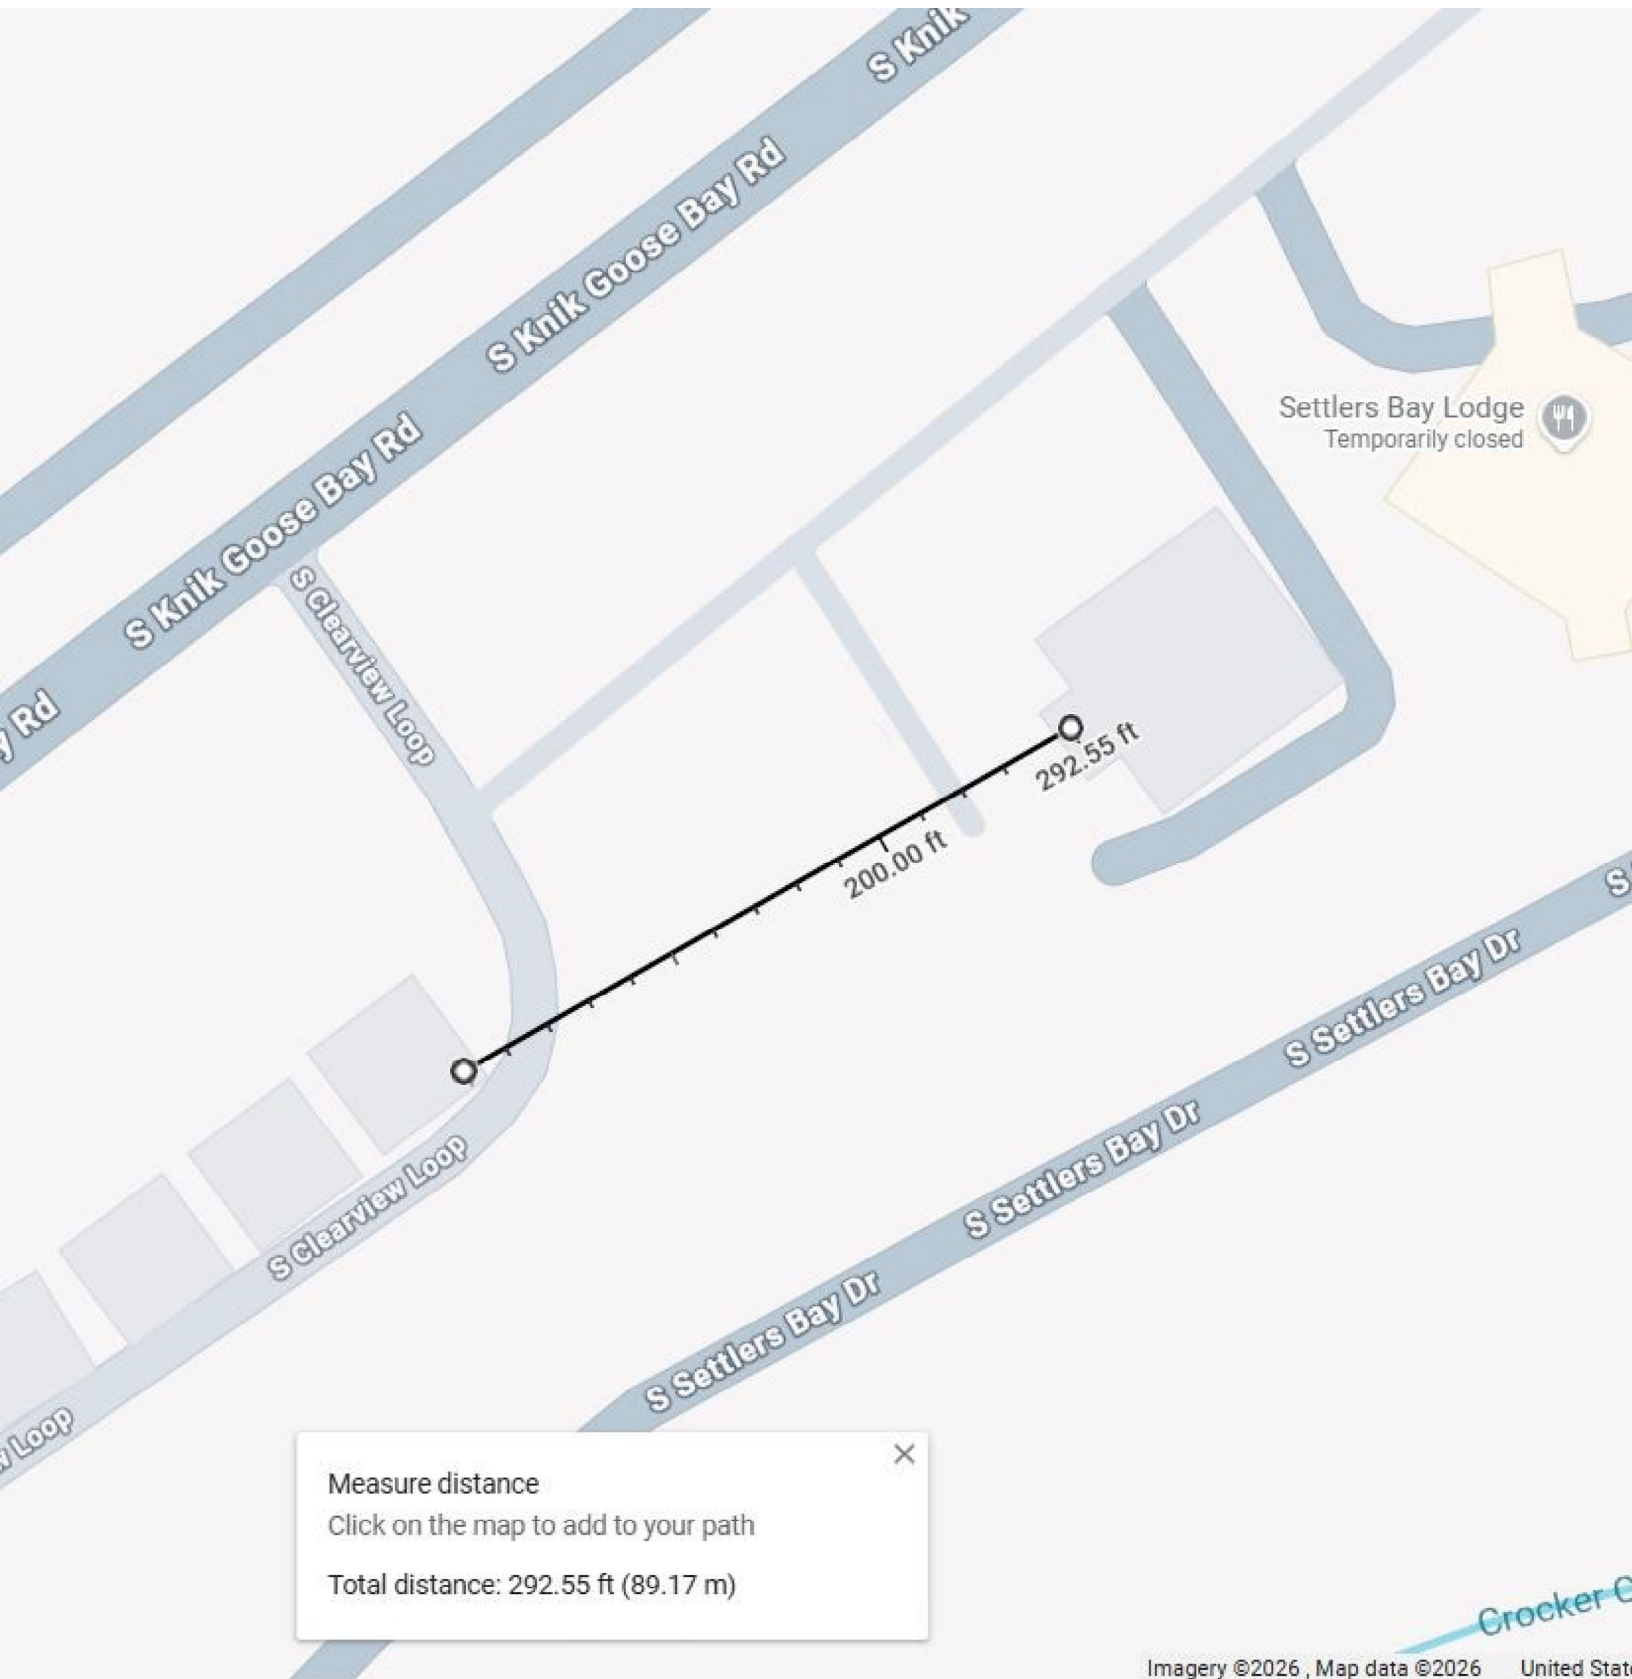 S Knik
S Knik Goose Bay Rd
Settlers Bay Lodge
Temporarily closed
S Knik Goose Bay Rd
S Clearview Loop
y Rd
292.55 ft
200.00 ft
S
S Settlers Bay Dr
S Settlers Bay Dr
S Clearview Loop
S Settlers Bay Dr
w Loop
Measure distance
Click on the map to add to your path
Total distance: 292.55 ft (89.17 m)
Crocker C
Imagery ©2026 , Map data ©2026 United Stat